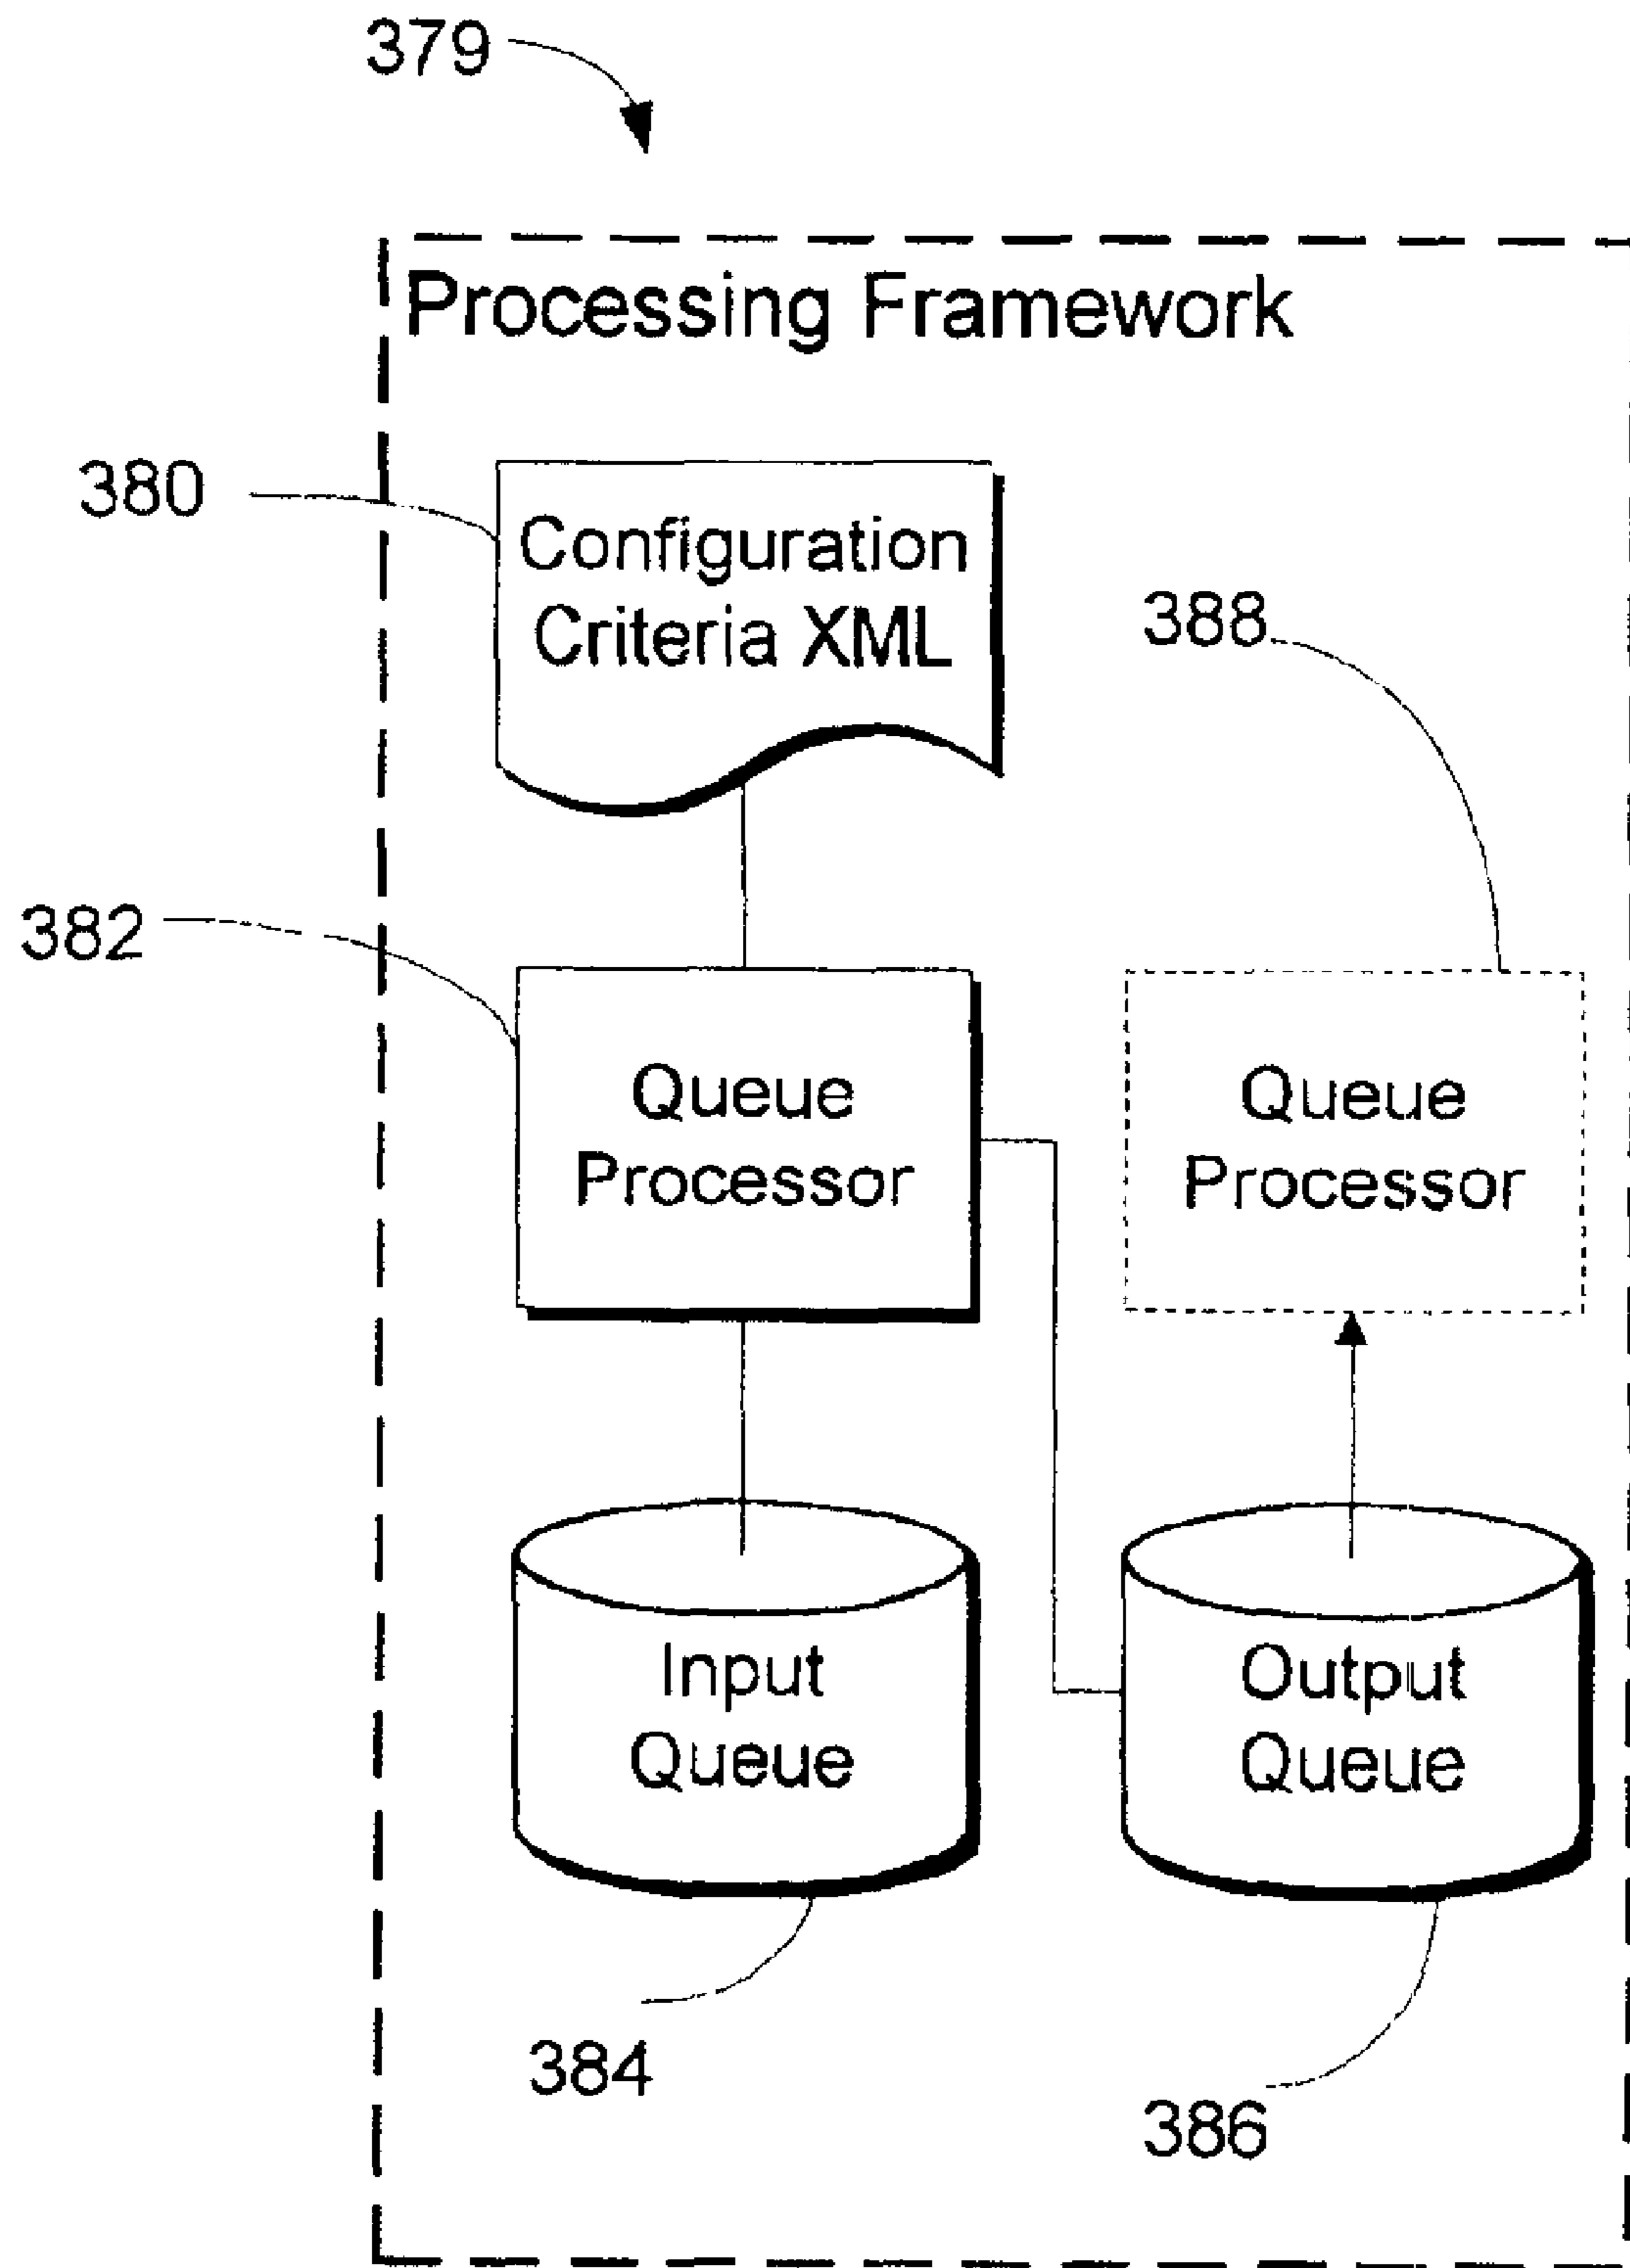 379
Processing Framework
380
Configuration
Criteria XML
388
382
Queue
Processor
Queue
Processor
Input
Queue
Output
Queue
384
386